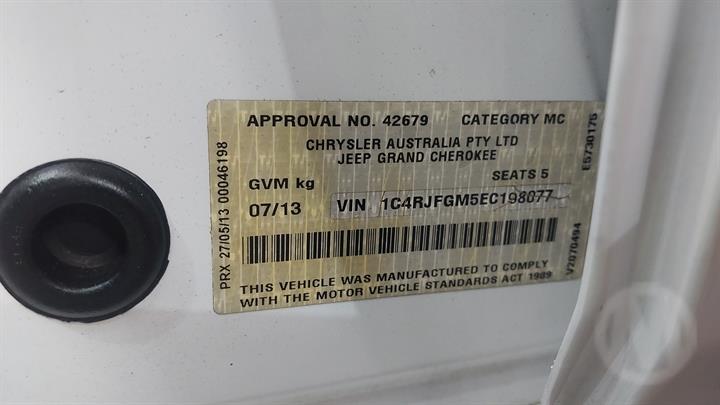 APPROVAL NO. 42679 CATEGORY MC
CHRYSLER AUSTRALIA PTY LTD
JEEP GRAND CHEROKEE
SEATS 5
GVM kg
07/13 VIN 1C4RJFGM5EC198077
THIS VEHICLE WAS MANUFACTURED TO COMPLY
WITH THE MOTOR VEHICLE STANDARDS ACT 1989
PRX 27/05/13 00046198
E5730175
V2070494